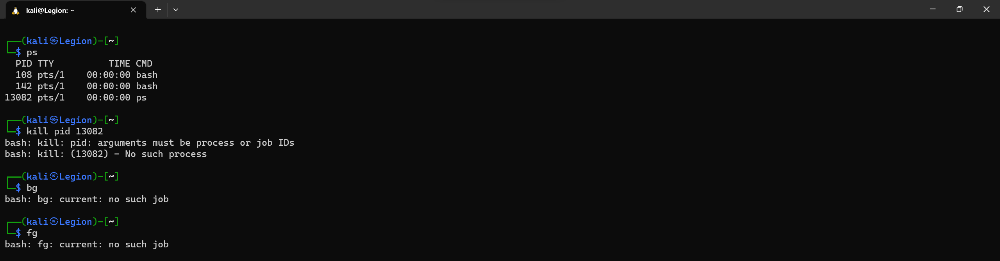 kali@Legion: ~
┌──(kali㉿Legion)-[~]
└─$ ps
  PID TTY          TIME CMD
  108 pts/1    00:00:00 bash
  142 pts/1    00:00:00 bash
13082 pts/1    00:00:00 ps
┌──(kali㉿Legion)-[~]
└─$ kill pid 13082
bash: kill: pid: arguments must be process or job IDs
bash: kill: (13082) - No such process
┌──(kali㉿Legion)-[~]
└─$ bg
bash: bg: current: no such job
┌──(kali㉿Legion)-[~]
└─$ fg
bash: fg: current: no such job